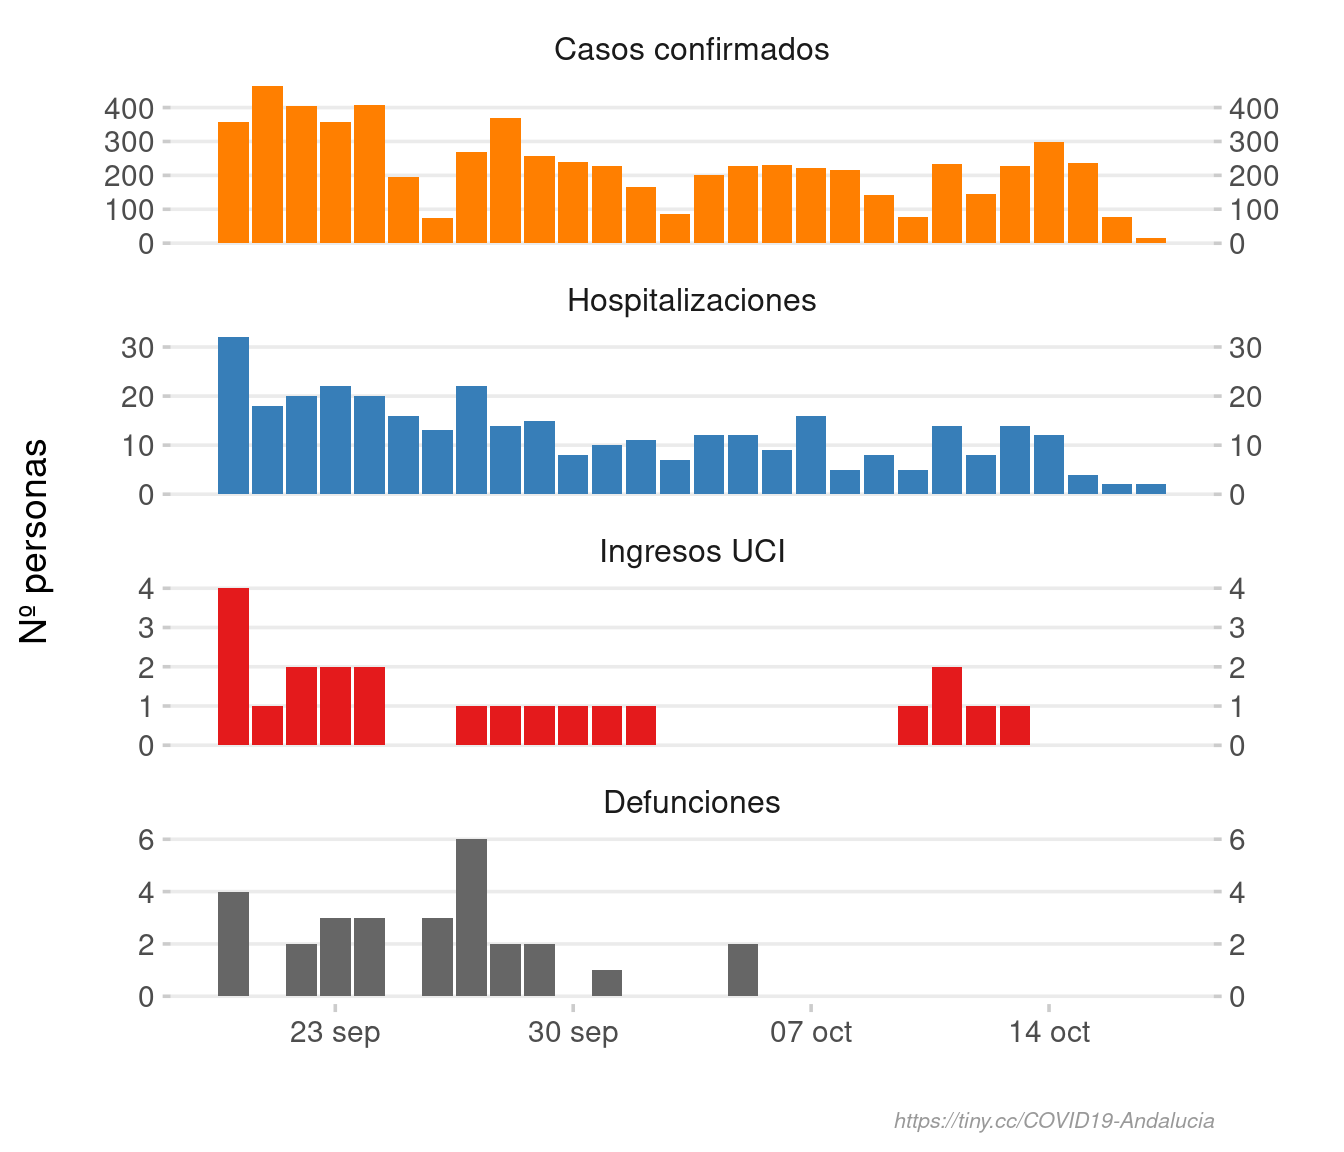 Casos confirmados
400 400
300 300
200 200
100 100
0 0
Hospitalizaciones
30 30
20 20
10 10
0 0
Nº personas
Ingresos UCI
4 4
3 3
2 2
1 1
0 0
Defunciones
6 6
4 4
2 2
0 0
23 sep 30 sep 07 oct 14 oct
https://tiny.cc/COVID19-Andalucia